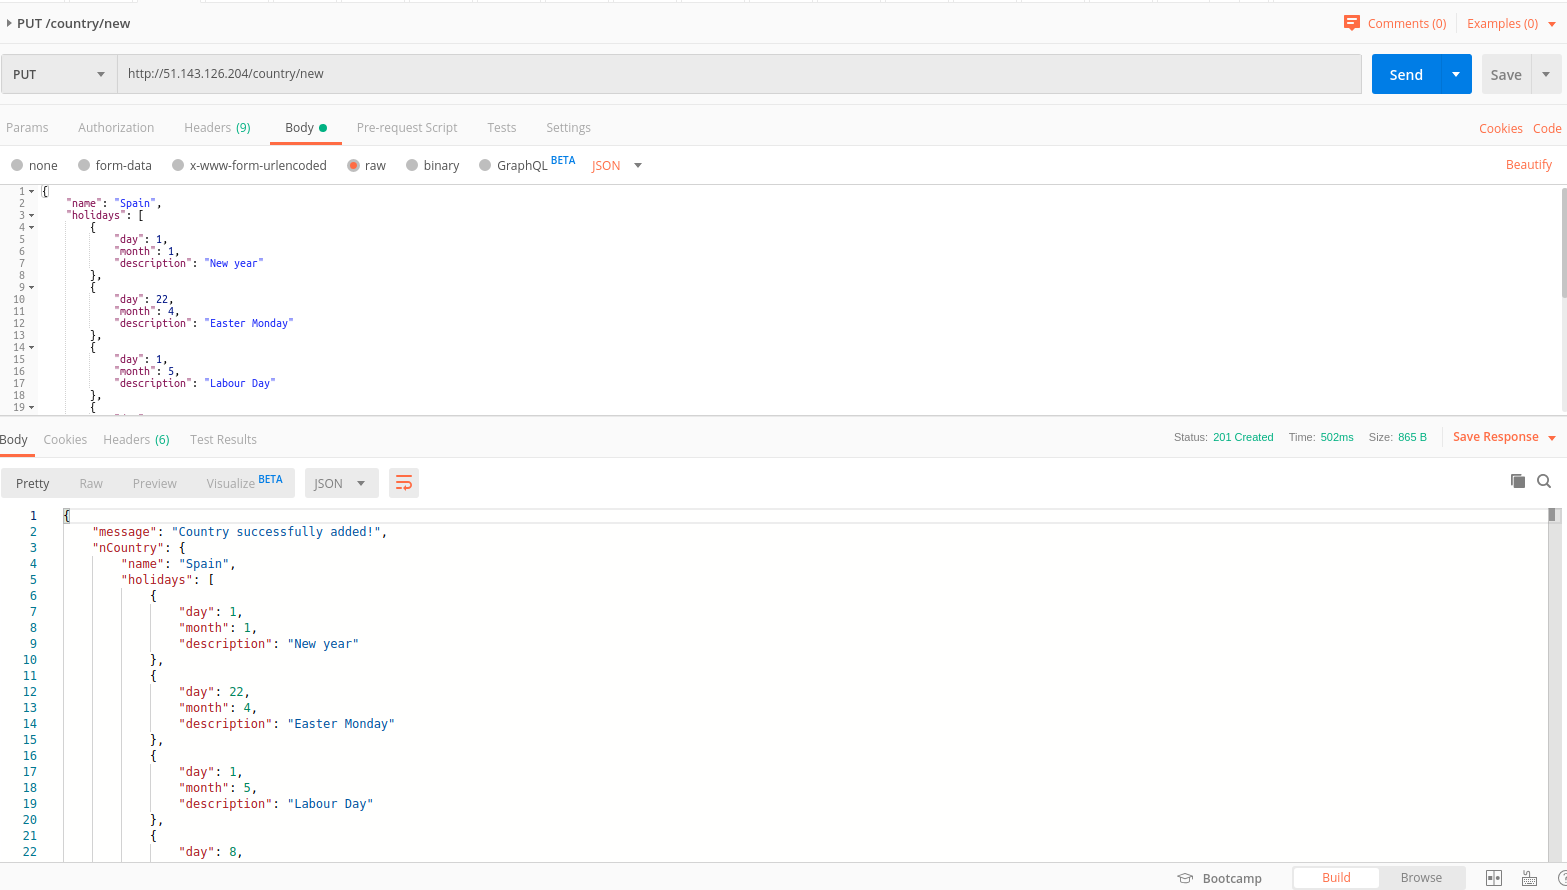 PUT /country/new
Comments (0) Examples (0)
PUT http://51.143.126.204/country/new Send Save
Params Authorization Headers (9) Body Pre-request Script Tests Settings Cookies Code
none form-data x-www-form-urlencoded raw binary GraphQL BETA JSON Beautify
1 {
2 "name": "Spain",
3 "holidays": [
4 {
5 "day": 1,
6 "month": 1,
7 "description": "New year"
8 },
9 {
10 "day": 22,
11 "month": 4,
12 "description": "Easter Monday"
13 },
14 {
15 "day": 1,
16 "month": 5,
17 "description": "Labour Day"
18 },
19 {
Body Cookies Headers (6) Test Results Status: 201 Created Time: 502ms Size: 865 B Save Response
Pretty Raw Preview Visualize BETA JSON
1 {
2 "message": "Country successfully added!",
3 "nCountry": {
4 "name": "Spain",
5 "holidays": [
6 {
7 "day": 1,
8 "month": 1,
9 "description": "New year"
10 },
11 {
12 "day": 22,
13 "month": 4,
14 "description": "Easter Monday"
15 },
16 {
17 "day": 1,
18 "month": 5,
19 "description": "Labour Day"
20 },
21 {
22 "day": 8,
Bootcamp Build Browse